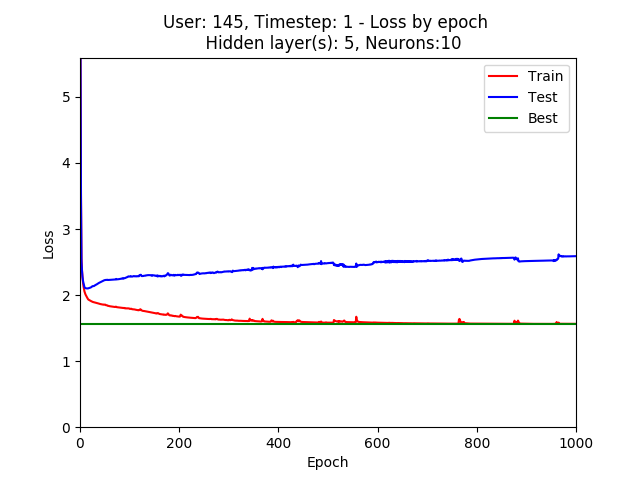 User: 145, Timestep: 1 - Loss by epoch
Hidden layer(s): 5, Neurons:10
Train
Test
Best
5
4
3
2
1
0
Loss
0 200 400 600 800 1000
Epoch